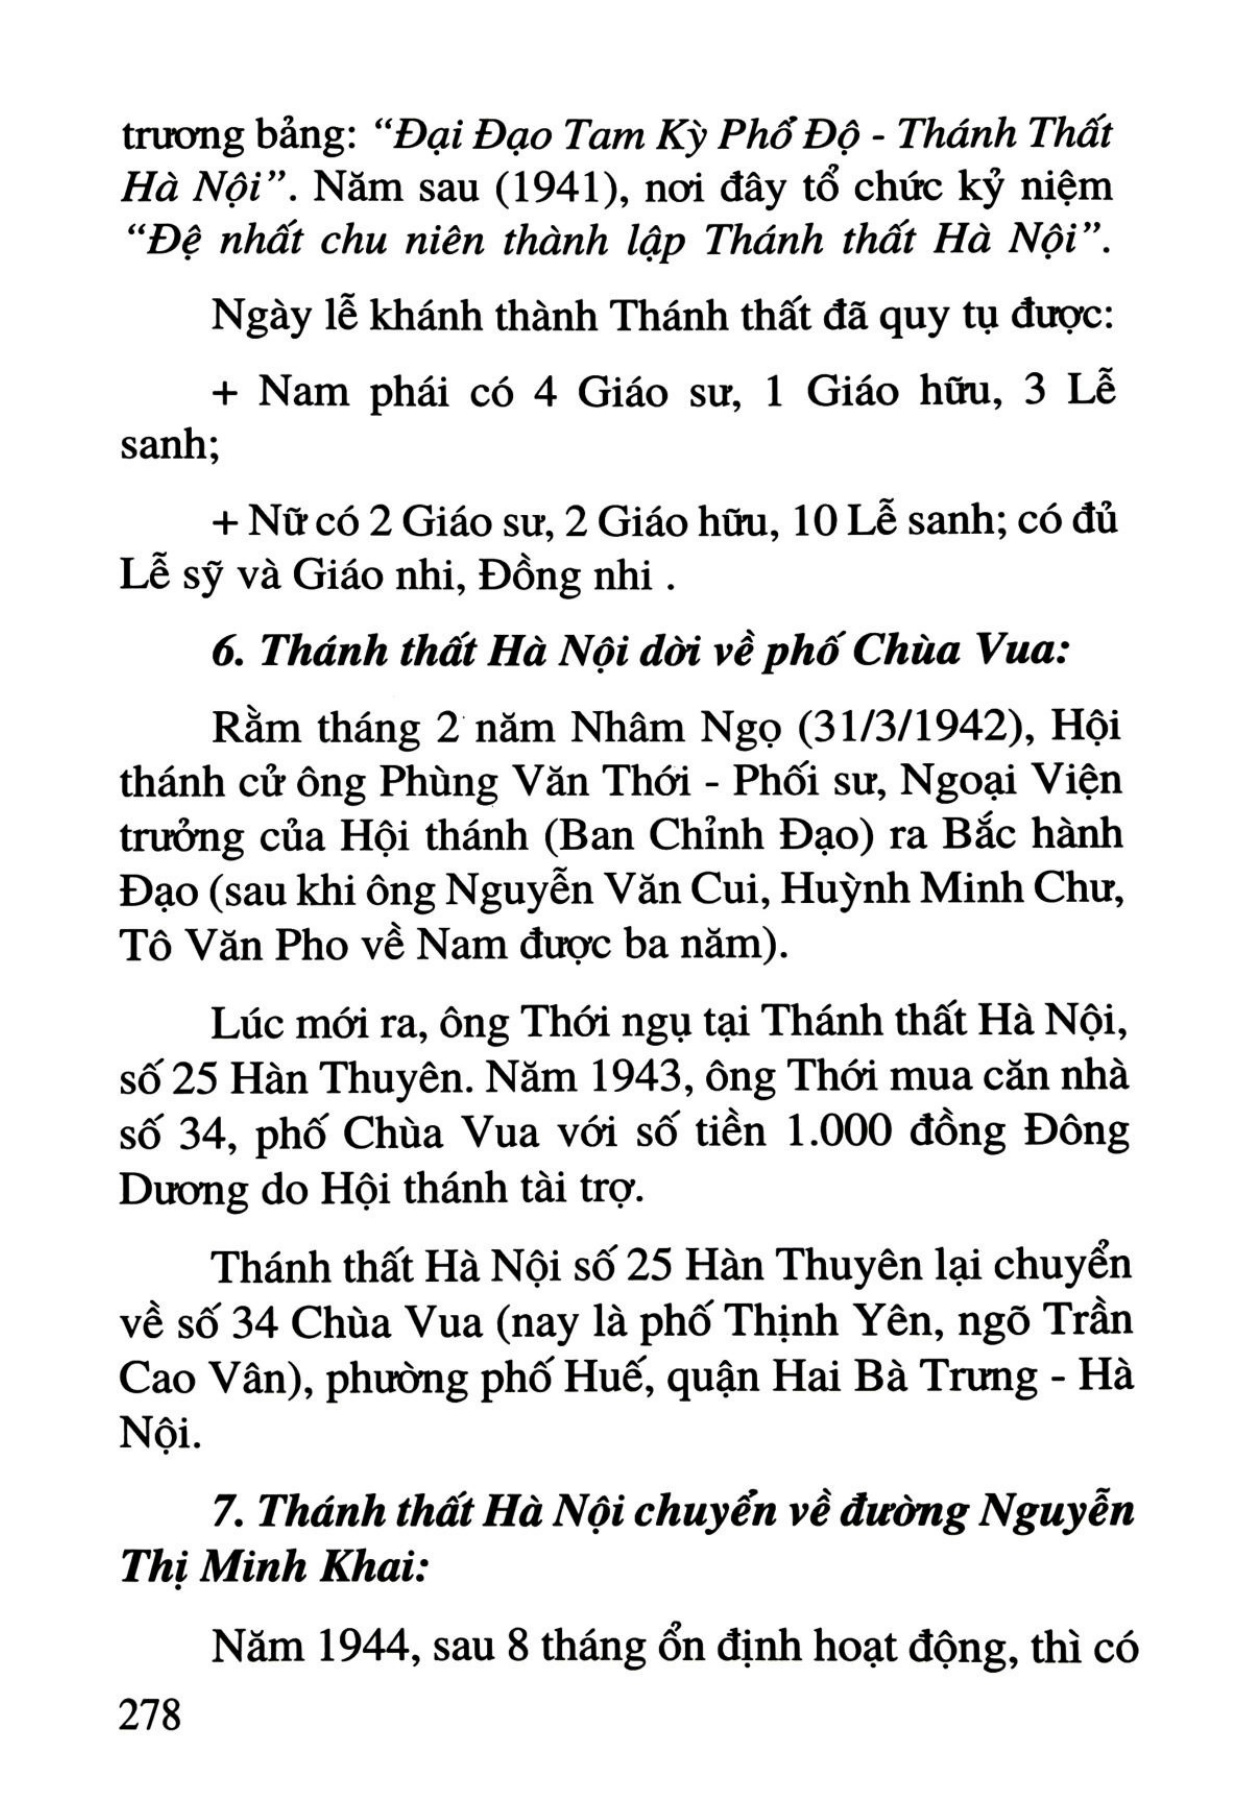 trương bảng: “Đại Đạo Tam Kỳ Phổ Độ - Thánh Thất
Hà Nội”. Năm sau (1941), nơi đây tổ chức kỷ niệm
“Đệ nhất chu niên thành lập Thánh thất Hà Nội”.
Ngày lễ khánh thành Thánh thất đã quy tụ được:
+ Nam phái có 4 Giáo sư, 1 Giáo hữu, 3 Lễ
sanh;
+ Nữ có 2 Giáo sư, 2 Giáo hữu, 10 Lễ sanh; có đủ
Lễ sỹ và Giáo nhi, Đồng nhi .
6. Thánh thất Hà Nội dời về phố Chùa Vua:
Rằm tháng 2 năm Nhâm Ngọ (31/3/1942), Hội
thánh cử ông Phùng Văn Thới - Phối sư, Ngoại Viện
trưởng của Hội thánh (Ban Chỉnh Đạo) ra Bắc hành
Đạo (sau khi ông Nguyễn Văn Cui, Huỳnh Minh Chư,
Tô Văn Pho về Nam được ba năm).
Lúc mới ra, ông Thới ngụ tại Thánh thất Hà Nội,
số 25 Hàn Thuyên. Năm 1943, ông Thới mua căn nhà
số 34, phố Chùa Vua với số tiền 1.000 đồng Đông
Dương do Hội thánh tài trợ.
Thánh thất Hà Nội số 25 Hàn Thuyên lại chuyển
về số 34 Chùa Vua (nay là phố Thịnh Yên, ngõ Trần
Cao Vân), phường phố Huế, quận Hai Bà Trưng - Hà
Nội.
7. Thánh thất Hà Nội chuyển về đường Nguyễn
Thị Minh Khai:
Năm 1944, sau 8 tháng ổn định hoạt động, thì có
278